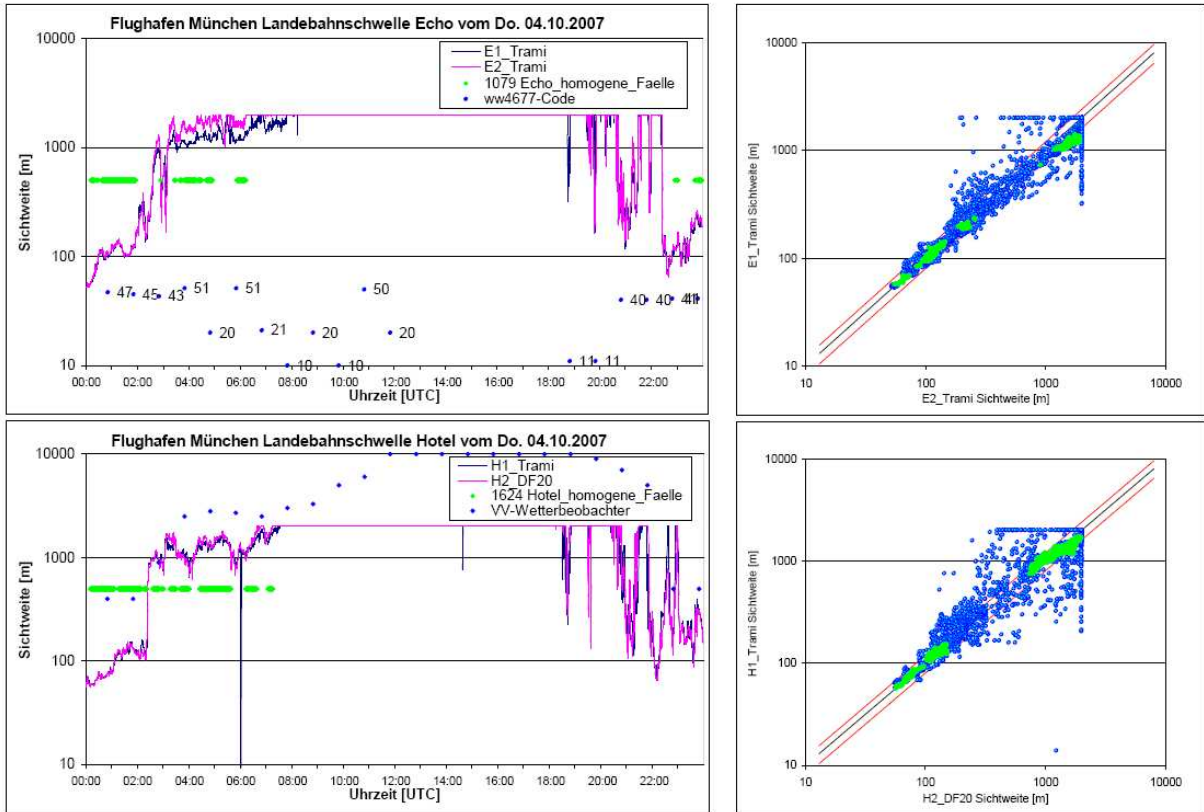 Flughafen München Landebahnschwelle Echo vom Do. 04.10.2007
10000
1000
100
10
Sichtweite [m]
E1_Trami
E2_Trami
1079 Echo_homogene_Faelle
ww4677-Code
47
45
43
51
20
51
21
10
20
10
50
20
11
11
40
40
41
41
00:00 02:00 04:00 06:00 08:00 10:00 12:00 14:00 16:00 18:00 20:00 22:00
Uhrzeit [UTC]
10000
1000
100
10
E1_Trami Sichtweite [m]
10 100 1000 10000
E2_Trami Sichtweite [m]
Flughafen München Landebahnschwelle Hotel vom Do. 04.10.2007
10000
1000
100
10
Sichtweite [m]
H1_Trami
H2_DF20
1624 Hotel_homogene_Faelle
VV-Wetterbeobachter
00:00 02:00 04:00 06:00 08:00 10:00 12:00 14:00 16:00 18:00 20:00 22:00
Uhrzeit [UTC]
10000
1000
100
10
H1_Trami Sichtweite [m]
10 100 1000 10000
H2_DF20 Sichtweite [m]